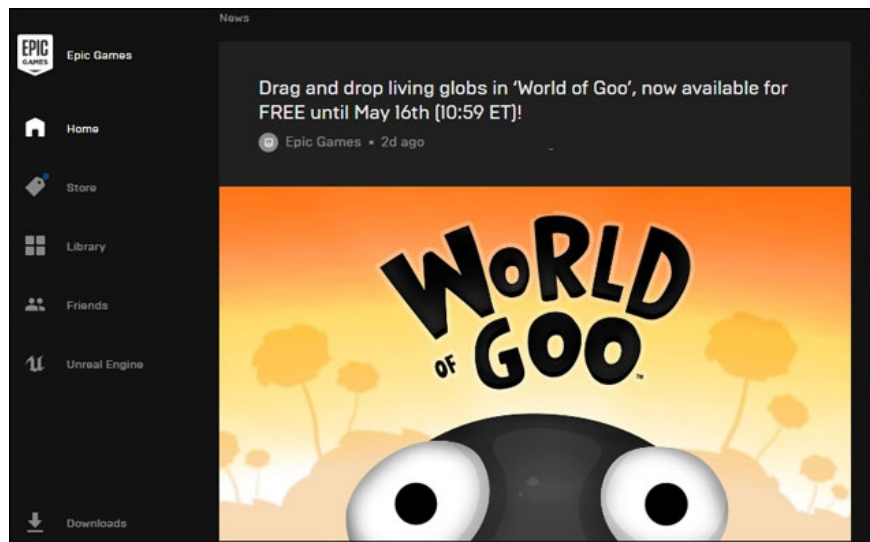 News
EPIC
GAMES
Epic Games
Drag and drop living globs in ‘World of Goo’, now available for
FREE until May 16th (10:59 ET)!
Epic Games • 2d ago
Home
Store
Library
Friends
Unreal Engine
Downloads
WORLD
OF GOO
™